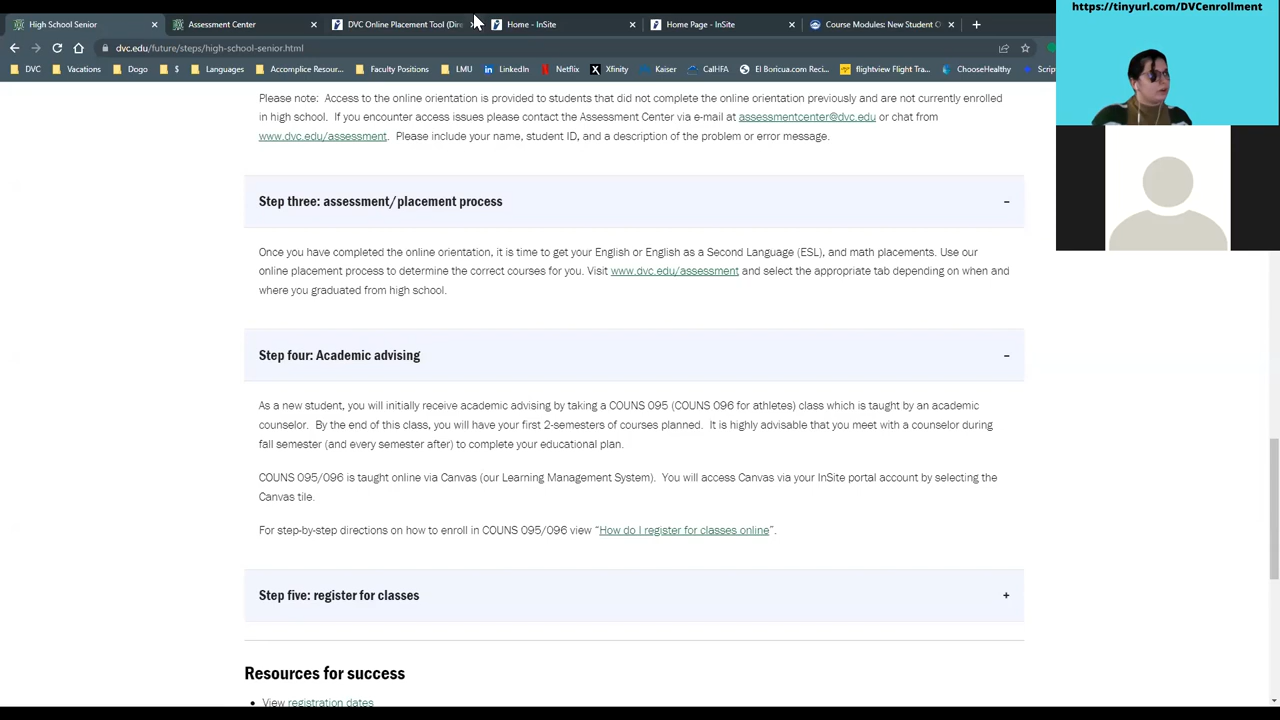 https://tinyurl.com/DVCenrollment
High School Senior
Assessment Center
DVC Online Placement Tool (Dire
Home - InSite
Home Page - InSite
Course Modules: New Student O
dvc.edu/future/steps/high-school-senior.html
DVC
Vacations
Dogo
$
Languages
Accomplice Resour...
Faculty Positions
LMU
LinkedIn
Netflix
Xfinity
Kaiser
CalHFA
El Boricua.com Reci...
flightview Flight Tra...
ChooseHealthy
Scrip
Please note: Access to the online orientation is provided to students that did not complete the online orientation previously and are not currently enrolled
in high school. If you encounter access issues please contact the Assessment Center via e-mail at assessmentcenter@dvc.edu or chat from
www.dvc.edu/assessment. Please include your name, student ID, and a description of the problem or error message.
Step three: assessment/placement process
Once you have completed the online orientation, it is time to get your English or English as a Second Language (ESL), and math placements. Use our
online placement process to determine the correct courses for you. Visit www.dvc.edu/assessment and select the appropriate tab depending on when and
where you graduated from high school.
Step four: Academic advising
As a new student, you will initially receive academic advising by taking a COUNS 095 (COUNS 096 for athletes) class which is taught by an academic
counselor. By the end of this class, you will have your first 2-semesters of courses planned. It is highly advisable that you meet with a counselor during
fall semester (and every semester after) to complete your educational plan.
COUNS 095/096 is taught online via Canvas (our Learning Management System). You will access Canvas via your InSite portal account by selecting the
Canvas tile.
For step-by-step directions on how to enroll in COUNS 095/096 view “How do I register for classes online”.
Step five: register for classes
Resources for success
View registration dates